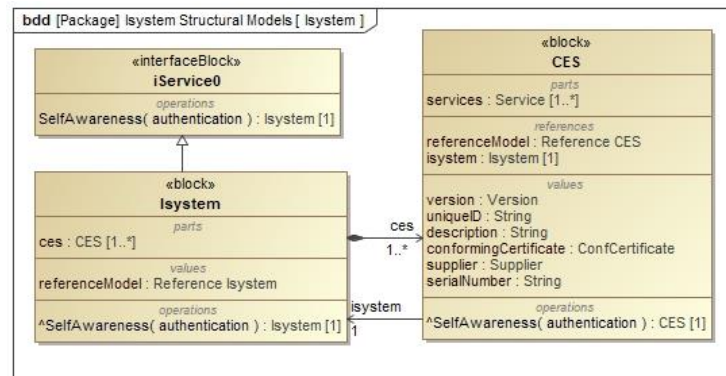 bdd [Package] Isystem Structural Models [ Isystem ]
«interfaceBlock»
iService0
operations
SelfAwareness( authentication ) : Isystem [1]
«block»
Isystem
parts
ces : CES [1..*]
values
referenceModel : Reference Isystem
operations
^SelfAwareness( authentication ) : Isystem [1]
ces
1..*
isystem
1
«block»
CES
parts
services : Service [1..*]
references
referenceModel : Reference CES
isystem : Isystem [1]
values
version : Version
uniqueID : String
description : String
conformingCertificate : ConfCertificate
supplier : Supplier
serialNumber : String
operations
^SelfAwareness( authentication ) : CES [1]